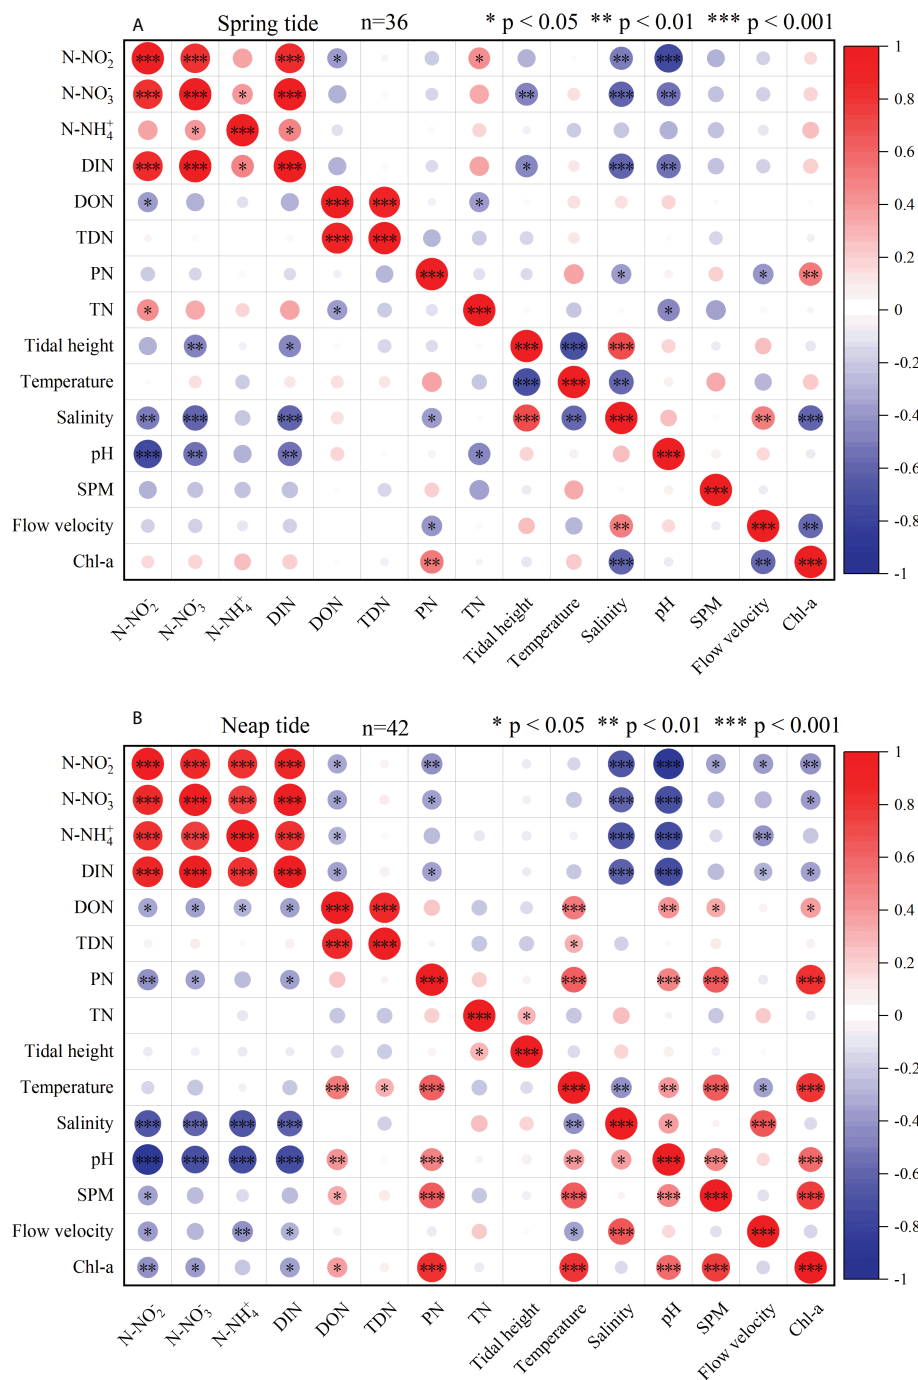 A Spring tide n=36 * p < 0.05 ** p < 0.01 *** p < 0.001
N-NO₂⁻ *** *** *** * * ** ***
N-NO₃⁻ *** *** * *** ** *** **
N-NH₄⁺ * *** *
DIN *** *** * *** * *** **
DON * *** *** *
TDN *** ***
PN *** * * **
TN * * *** *
Tidal height ** * *** *** ***
Temperature *** *** **
Salinity ** *** *** * *** ** *** ** ***
pH *** ** ** * ***
SPM ***
Flow velocity * ** *** **
Chl-a ** *** ** ***
N-NO₂⁻ N-NO₃⁻ N-NH₄⁺ DIN DON TDN PN TN Tidal height Temperature Salinity pH SPM Flow velocity Chl-a
1
0.8
0.6
0.4
0.2
0
-0.2
-0.4
-0.6
-0.8
-1
B Neap tide n=42 * p < 0.05 ** p < 0.01 *** p < 0.001
N-NO₂⁻ *** *** *** *** * ** *** *** * * **
N-NO₃⁻ *** *** *** *** * * *** *** *
N-NH₄⁺ *** *** *** *** * *** *** **
DIN *** *** *** *** * * *** *** * *
DON * * * * *** *** *** ** * *
TDN *** *** *
PN ** * * *** *** *** *** ***
TN *** *
Tidal height * ***
Temperature *** * *** *** ** ** *** * ***
Salinity *** *** *** *** ** *** * ***
pH *** *** *** *** ** *** ** * *** *** ***
SPM * * *** *** *** *** ***
Flow velocity * ** * * *** ***
Chl-a ** * * * *** *** *** *** ***
N-NO₂⁻ N-NO₃⁻ N-NH₄⁺ DIN DON TDN PN TN Tidal height Temperature Salinity pH SPM Flow velocity Chl-a
1
0.8
0.6
0.4
0.2
0
-0.2
-0.4
-0.6
-0.8
-1